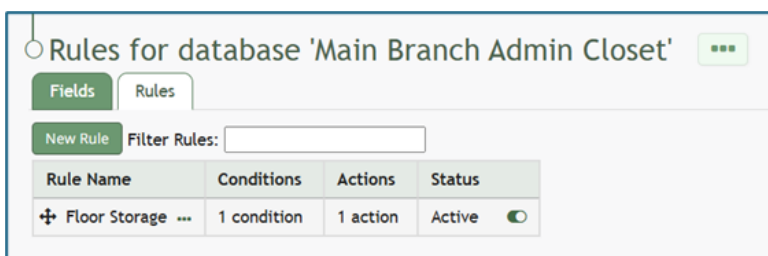 Rules for database 'Main Branch Admin Closet' ...
Fields Rules
New Rule Filter Rules:
Rule Name Conditions Actions Status
Floor Storage ... 1 condition 1 action Active